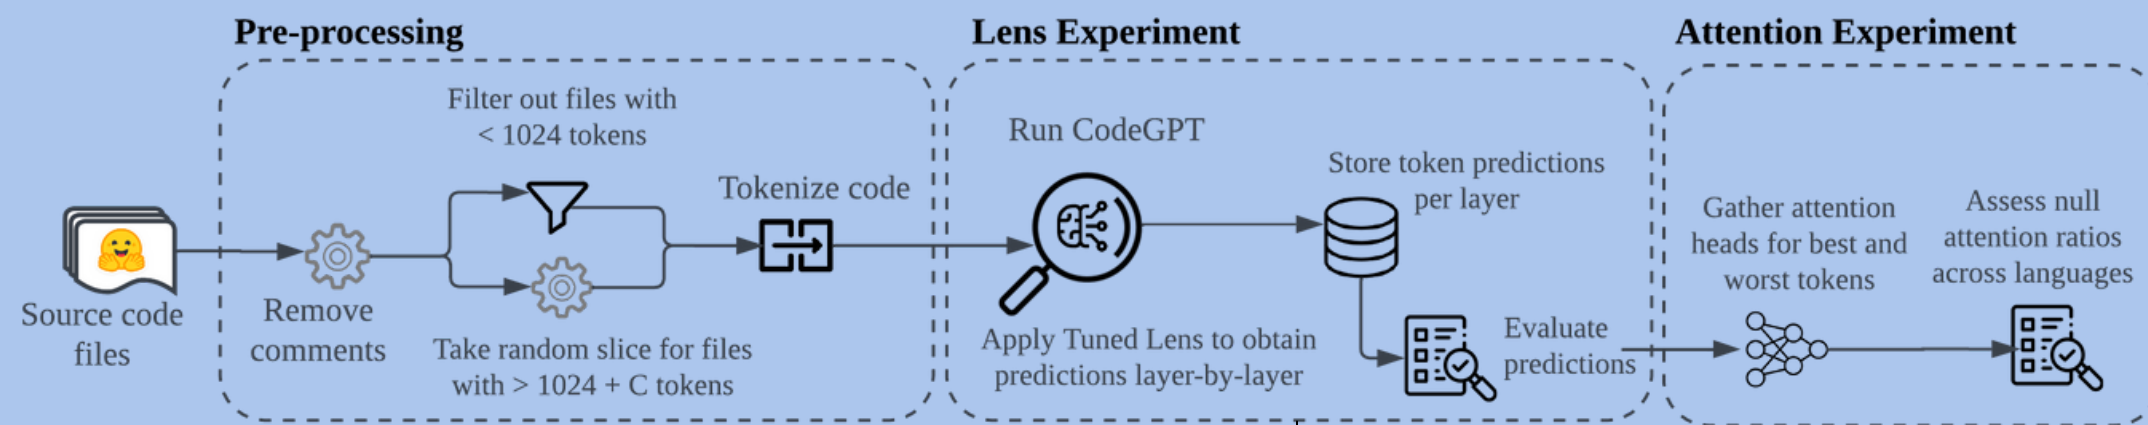 Pre-processing
Lens Experiment
Attention Experiment
Source code
files
Remove
comments
Filter out files with
< 1024 tokens
Take random slice for files
with > 1024 + C tokens
Tokenize code
Run CodeGPT
Apply Tuned Lens to obtain
predictions layer-by-layer
Store token predictions
per layer
Evaluate
predictions
Gather attention
heads for best and
worst tokens
Assess null
attention ratios
across languages